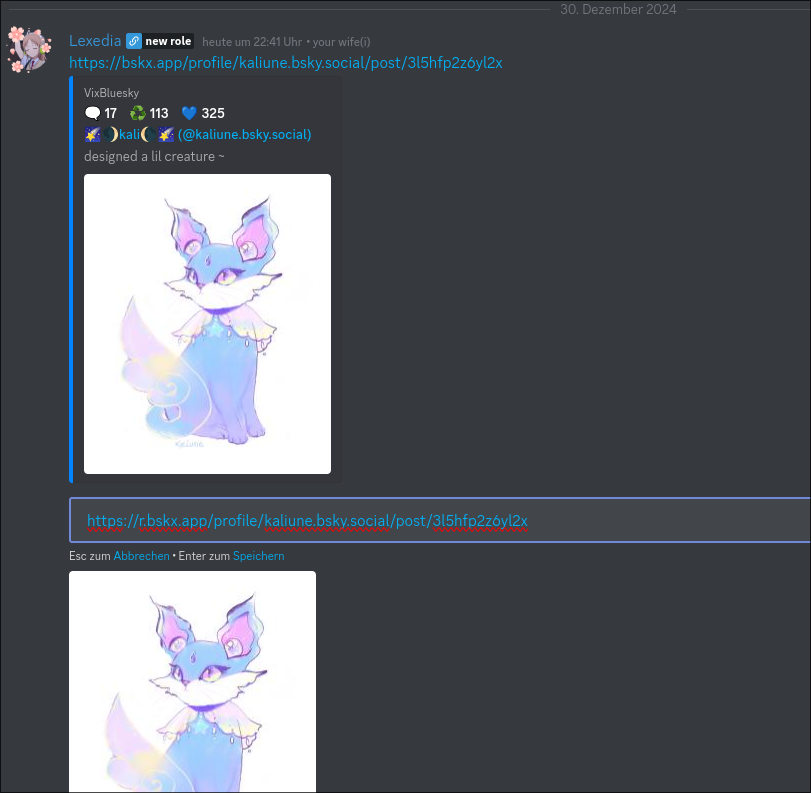 30. Dezember 2024
Lexedia new role heute um 22:41 Uhr • your wife(i)
https://bskx.app/profile/kaliune.bsky.social/post/3l5hfp2z6yl2x
VixBluesky
💬 17 ♻️ 113 💙 325
🌠🌖kali🌔🌠 (@kaliune.bsky.social)
designed a lil creature ~
Kaliune
https://r.bskx.app/profile/kaliune.bsky.social/post/3l5hfp2z6yl2x
Esc zum Abbrechen • Enter zum Speichern